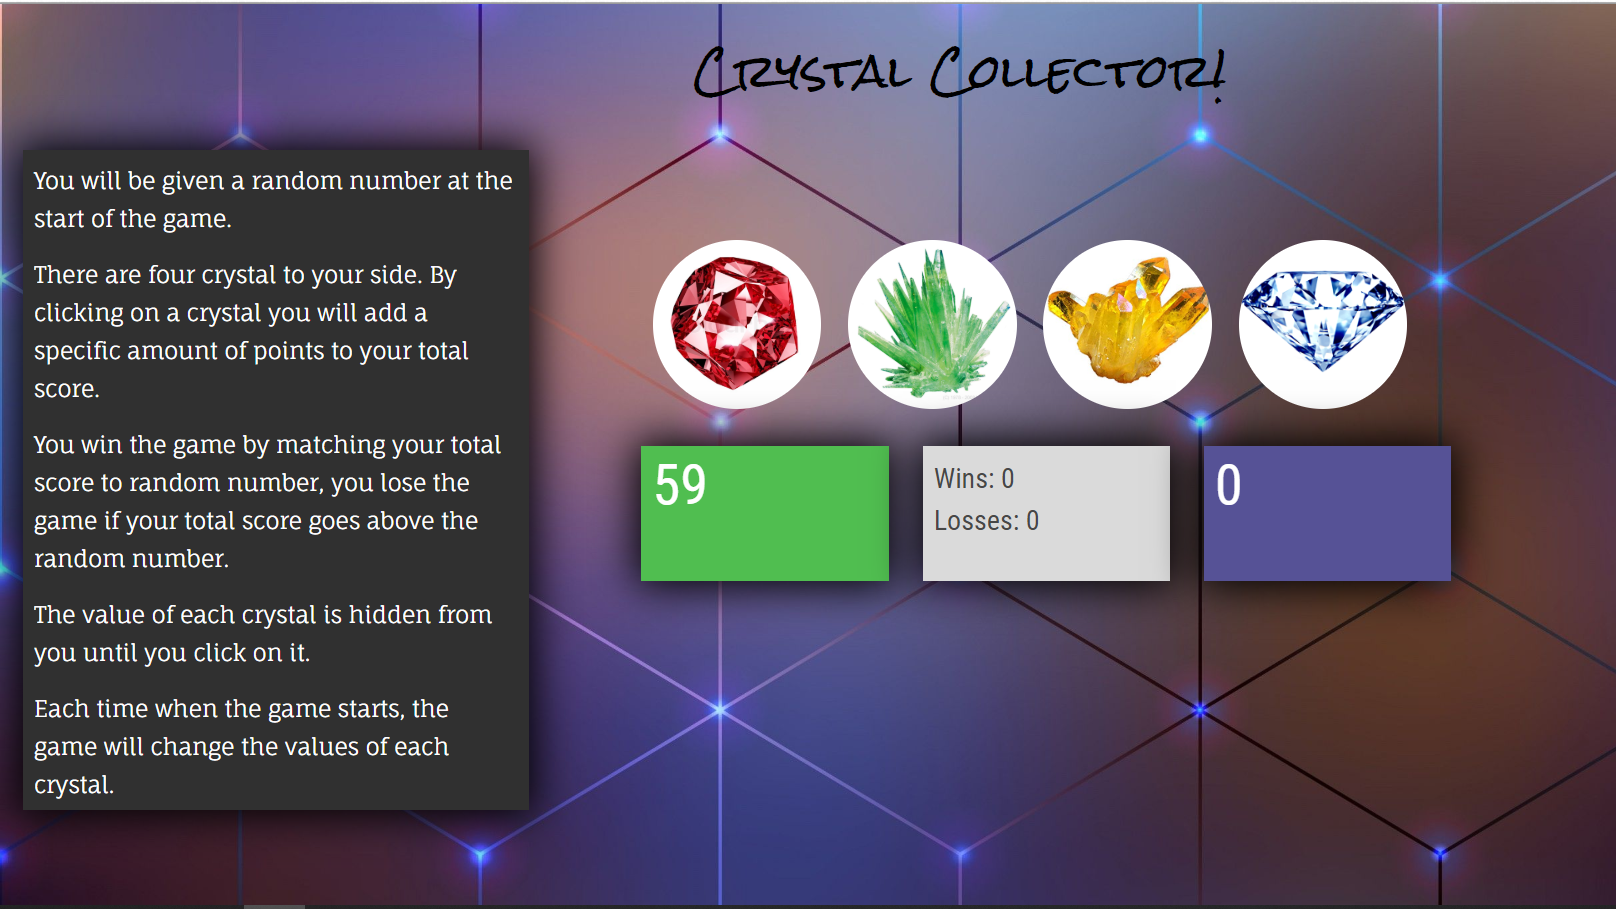 Crystal Collector!
You will be given a random number at the
start of the game.
There are four crystal to your side. By
clicking on a crystal you will add a
specific amount of points to your total
score.
You win the game by matching your total
score to random number, you lose the
game if your total score goes above the
random number.
The value of each crystal is hidden from
you until you click on it.
Each time when the game starts, the
game will change the values of each
crystal.
59
Wins: 0
Losses: 0
0